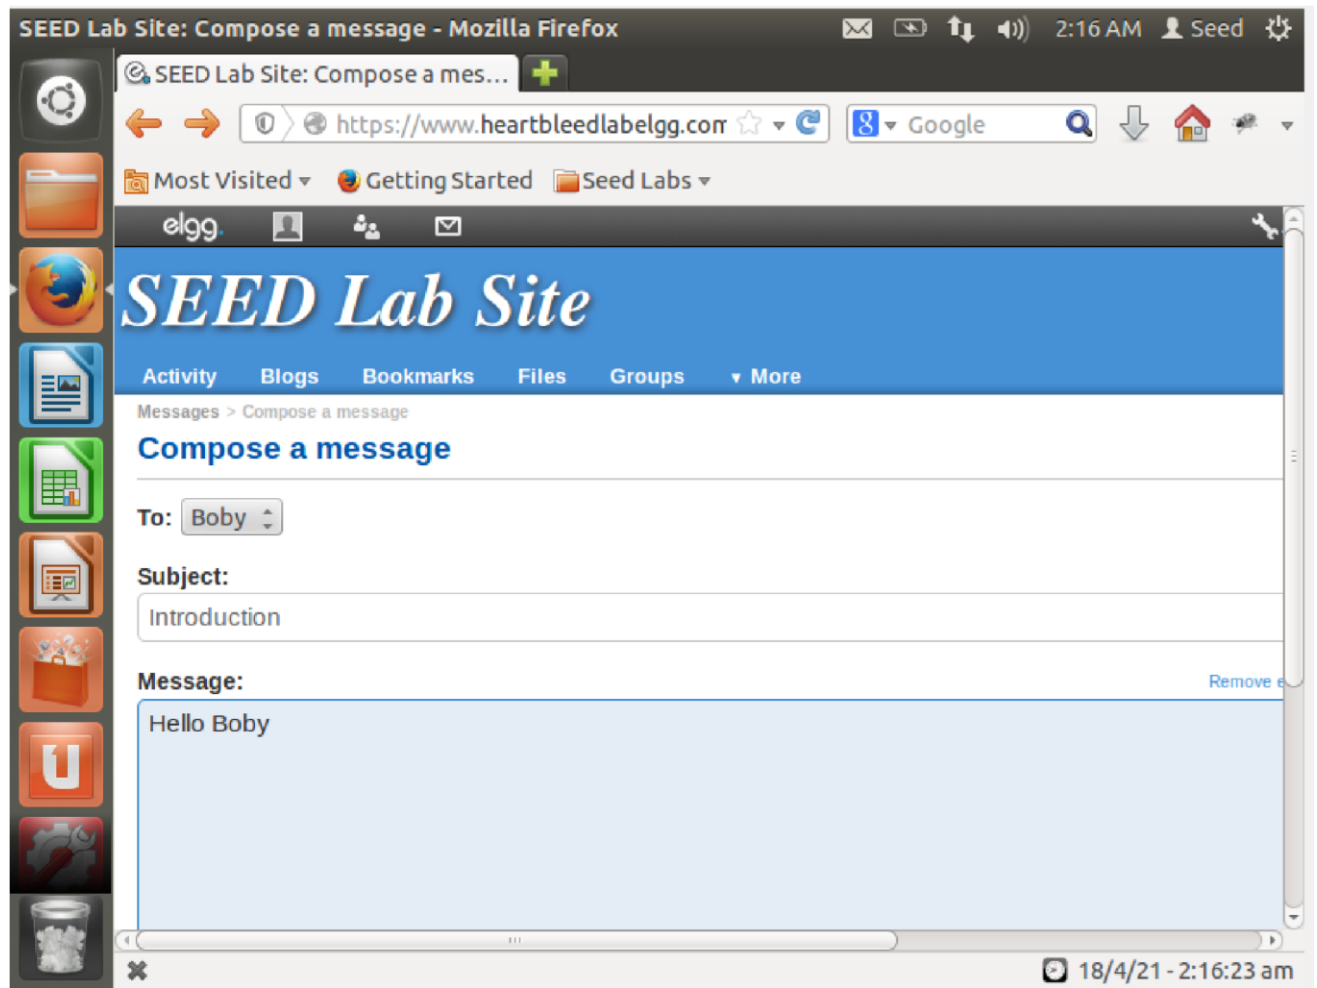 SEED Lab Site: Compose a message - Mozilla Firefox 2:16 AM Seed
SEED Lab Site: Compose a mes...
https://www.heartbleedlabelgg.com 8 Google
Most Visited Getting Started Seed Labs
elgg.
SEED Lab Site
Activity Blogs Bookmarks Files Groups ▾ More
Messages > Compose a message
Compose a message
To: Boby
Subject:
Introduction
Message: Remove e
Hello Boby
18/4/21 - 2:16:23 am